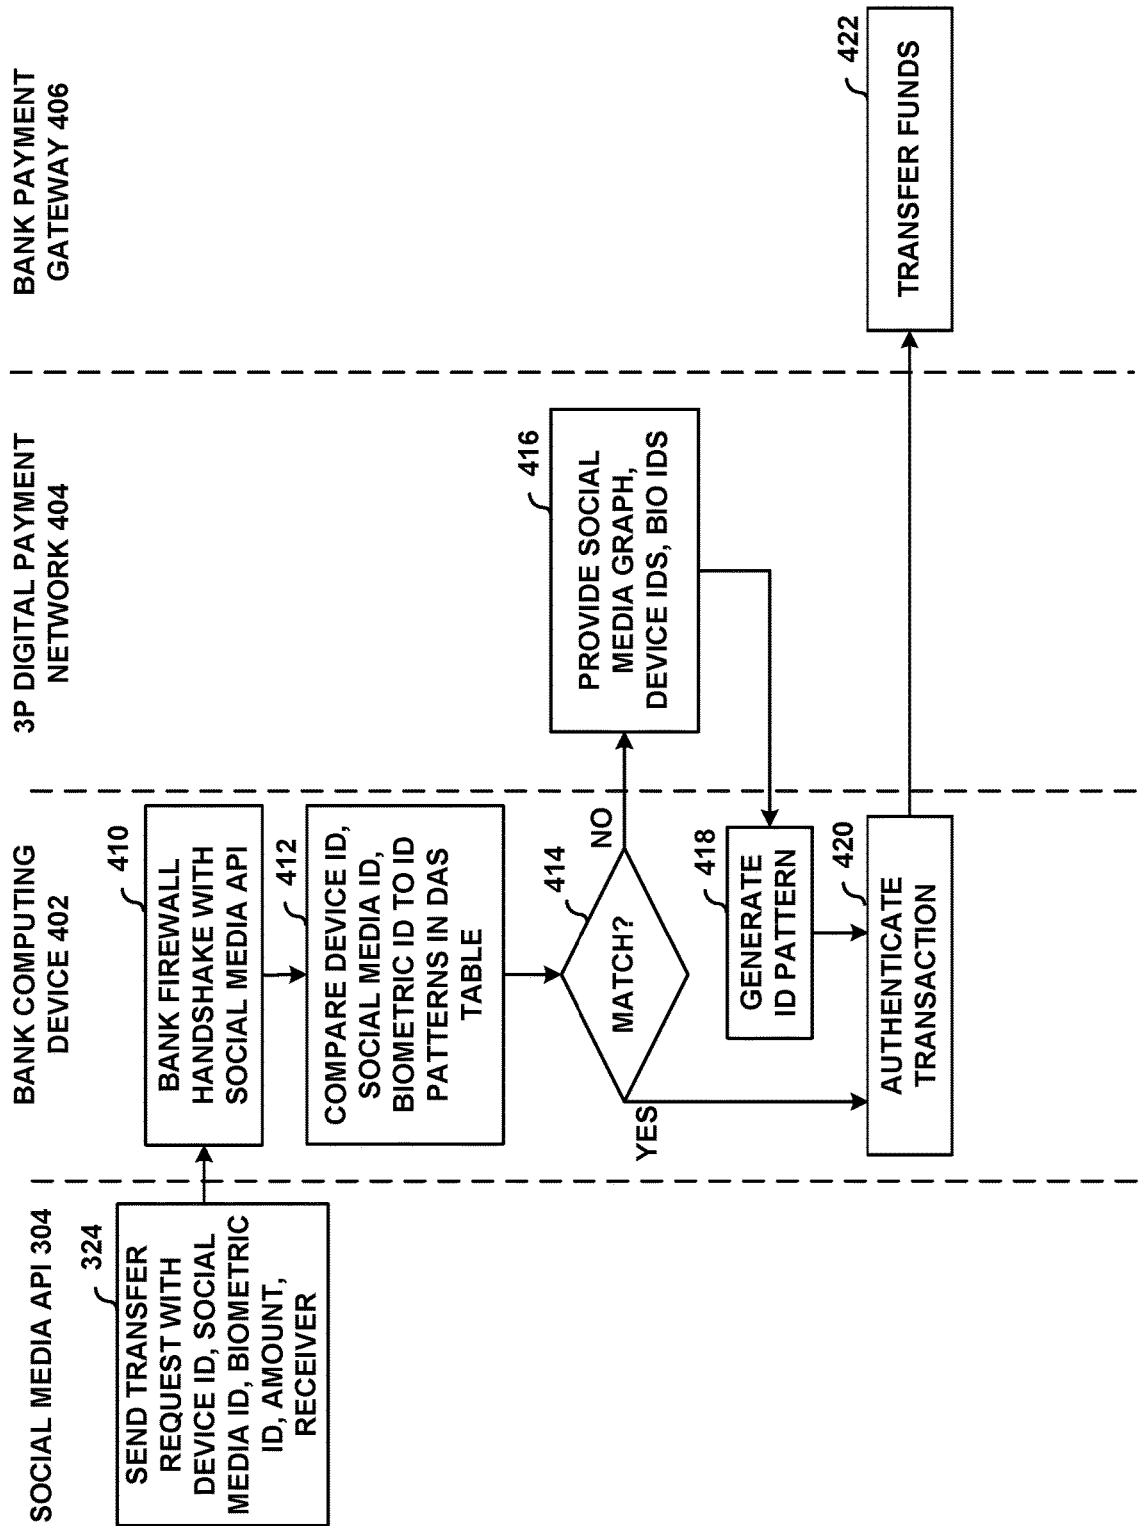 SOCIAL MEDIA API 304
BANK COMPUTING
DEVICE 402
3P DIGITAL PAYMENT
NETWORK 404
BANK PAYMENT
GATEWAY 406
324
SEND TRANSFER
REQUEST WITH
DEVICE ID, SOCIAL
MEDIA ID, BIOMETRIC
ID, AMOUNT,
RECEIVER
410
BANK FIREWALL
HANDSHAKE WITH
SOCIAL MEDIA API
412
COMPARE DEVICE ID,
SOCIAL MEDIA ID,
BIOMETRIC ID TO ID
PATTERNS IN DAS
TABLE
414
MATCH?
NO
YES
416
PROVIDE SOCIAL
MEDIA GRAPH,
DEVICE IDS, BIO IDS
418
GENERATE
ID PATTERN
420
AUTHENTICATE
TRANSACTION
422
TRANSFER FUNDS